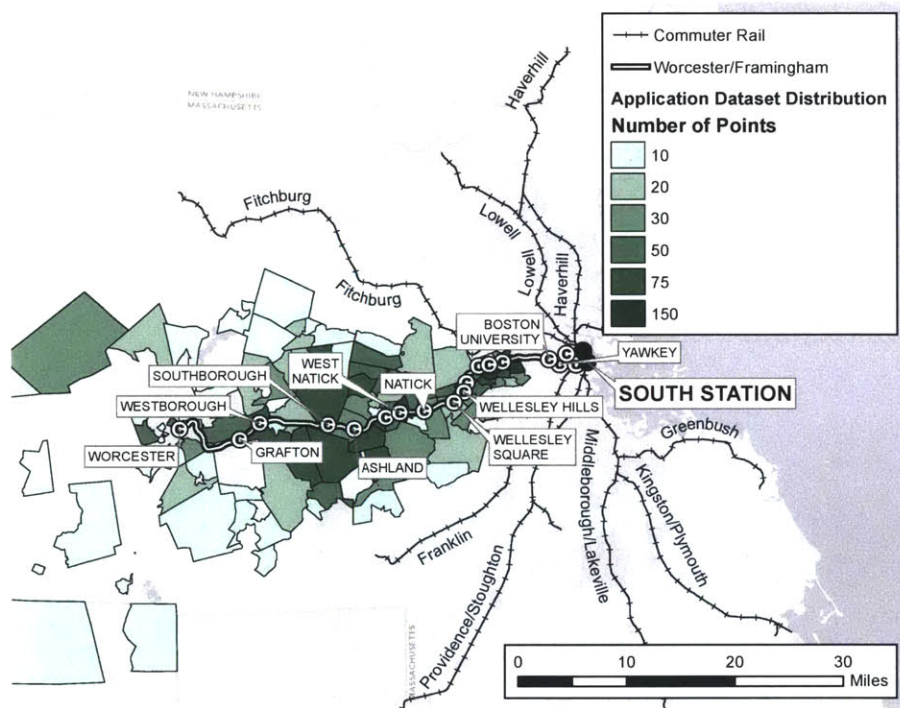 Commuter Rail
Worcester/Framingham
Application Dataset Distribution
Number of Points
10
20
30
50
75
150
NEW HAMPSHIRE
MASSACHUSETTS
Haverhill
Fitchburg
Lowell
Lowell
Haverhill
Fitchburg
BOSTON
UNIVERSITY
YAWKEY
SOUTH STATION
WEST
NATICK
SOUTHBOROUGH
NATICK
WESTBOROUGH
WELLESLEY HILLS
WORCESTER
GRAFTON
ASHLAND
WELLESLEY
SQUARE
Greenbush
Middleborough/Lakeville
Kingston/Plymouth
Franklin
Providence/Stoughton
MASSACHUSETTS
0
10
20
30
Miles